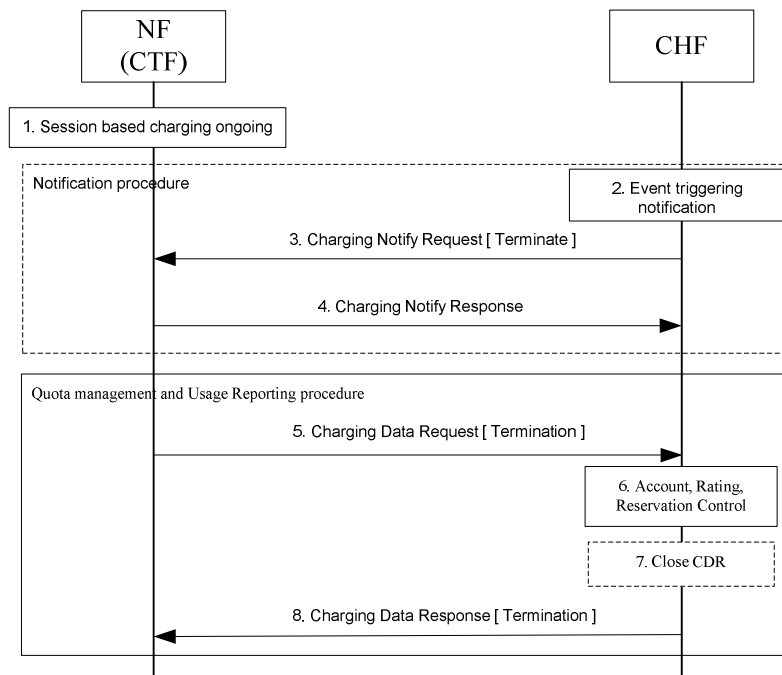 NF
(CTF)
CHF
1. Session based charging ongoing
Notification procedure
2. Event triggering
notification
3. Charging Notify Request [ Terminate ]
4. Charging Notify Response
Quota management and Usage Reporting procedure
5. Charging Data Request [ Termination ]
6. Account, Rating,
Reservation Control
7. Close CDR
8. Charging Data Response [ Termination ]